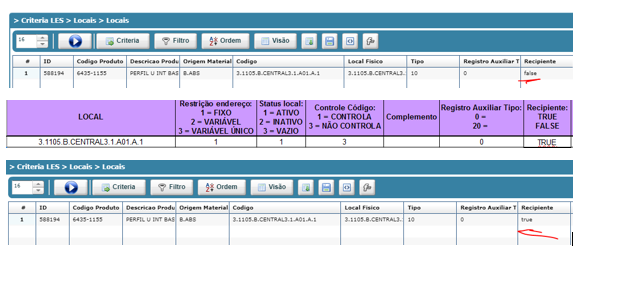 > Criteria LES > Locais > Locais
16 Criteria Filtro Ordem Visão
# ID Codigo Produto Descricao Produ Origem Material Codigo Local Físico Tipo Registro Auxiliar T Recipiente
1 588194 6435-1155 PERFIL U INT BAS B.ABS 3.1105.B.CENTRAL3.1.A01.A.1 3.1105.B.CENTRAL3. 10 0 false
LOCAL Restrição endereço: 1 = FIXO 2 = VARIÁVEL 3 = VARIÁVEL ÚNICO Status local: 1 = ATIVO 2 = INATIVO 3 = VAZIO Controle Código: 1 = CONTROLA 3 = NÃO CONTROLA Complemento Registro Auxiliar Tipo: 0 = 20 = Recipiente: TRUE FALSE
3.1105.B.CENTRAL3.1.A01.A.1 1 1 3 0 TRUE
> Criteria LES > Locais > Locais
16 Criteria Filtro Ordem Visão
# ID Codigo Produto Descricao Produ Origem Material Codigo Local Físico Tipo Registro Auxiliar T Recipiente
1 588194 6435-1155 PERFIL U INT BAS B.ABS 3.1105.B.CENTRAL3.1.A01.A.1 3.1105.B.CENTRAL3. 10 0 true